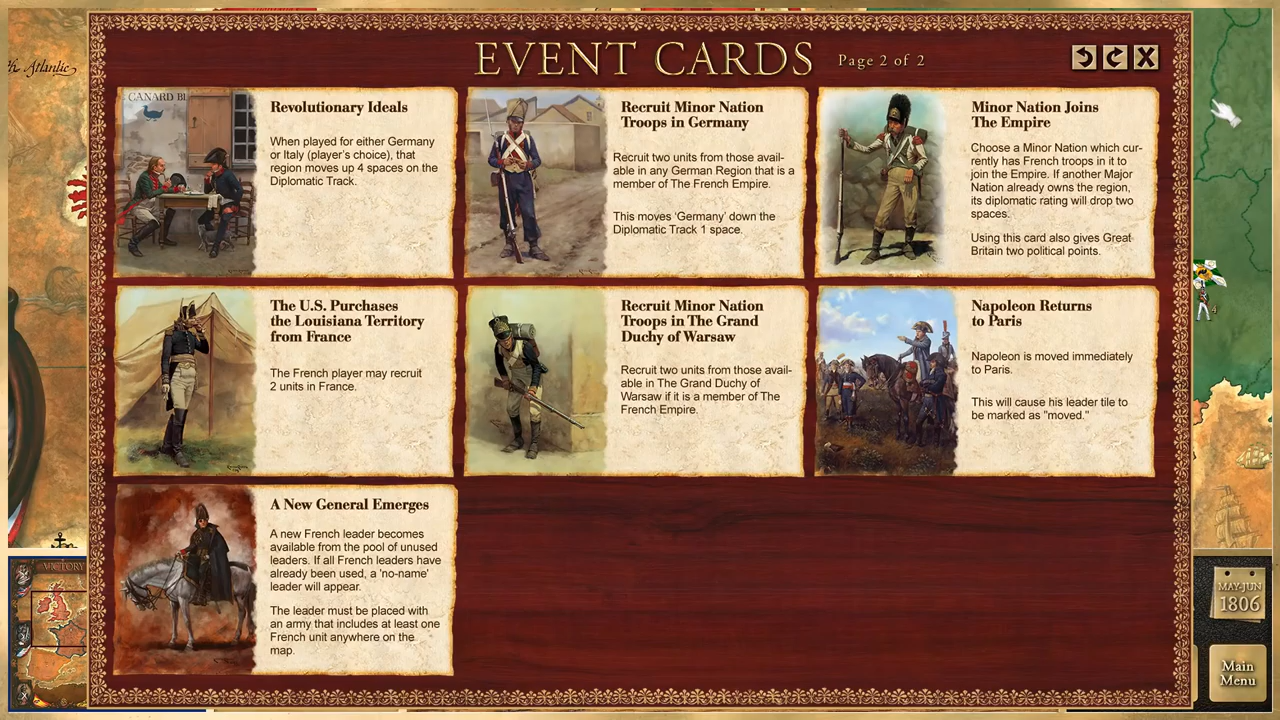 EVENT CARDS
Page 2 of 2
X
Atlantic
CANARD
Revolutionary Ideals
When played for either Germany
or Italy (player's choice), that
region moves up 4 spaces on the
Diplomatic Track.
Recruit Minor Nation
Troops in Germany
Recruit two units from those avail-
able in any German Region that is a
member of The French Empire.
This moves 'Germany' down the
Diplomatic Track 1 space.
Minor Nation Joins
The Empire
Choose a Minor Nation which cur-
rently has French troops in it to
join the Empire. If another Major
Nation already owns the region,
its diplomatic rating will drop two
spaces.
Using this card also gives Great
Britain two political points.
The U.S. Purchases
the Louisiana Territory
from France
The French player may recruit
2 units in France.
Recruit Minor Nation
Troops in The Grand
Duchy of Warsaw
Recruit two units from those avail-
able in The Grand Duchy of
Warsaw if it is a member of The
French Empire.
Napoleon Returns
to Paris
Napoleon is moved immediately
to Paris.
This will cause his leader tile to
be marked as "moved."
4
A New General Emerges
A new French leader becomes
available from the pool of unused
leaders. If all French leaders have
already been used, a 'no-name'
leader will appear.
The leader must be placed with
an army that includes at least one
French unit anywhere on the
map.
VICTORY
MAY-JUN
1806
Main
Menu